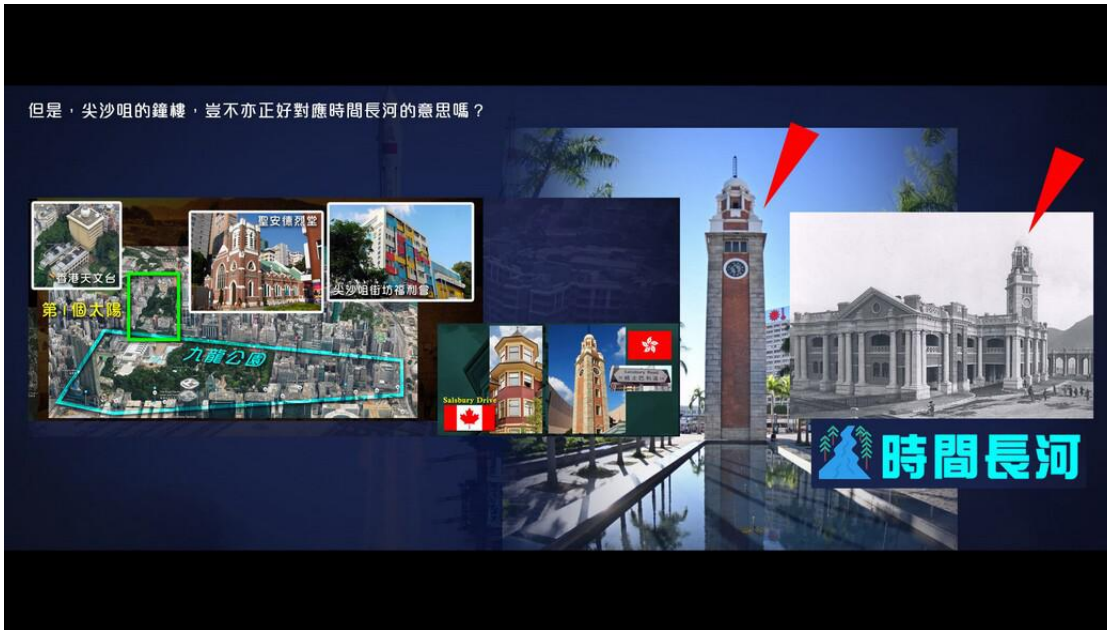 但是，尖沙咀的鐘樓，豈不亦正好對應時間長河的意思嗎？
香港天文台
聖安德烈堂
尖沙咀街坊福利會
第1個太陽
九龍公園
Salsbury Drive
時間長河